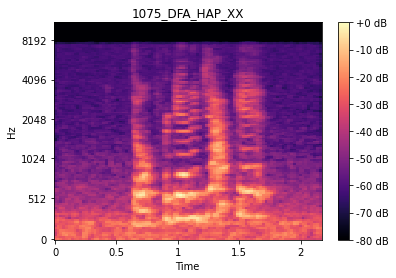 1075_DFA_HAP_XX
+0 dB
8192
-10 dB
4096
-20 dB
-30 dB
2048
Hz
-40 dB
1024
-50 dB
512
-60 dB
-70 dB
0
-80 dB
0
0.5
1
1.5
2
Time